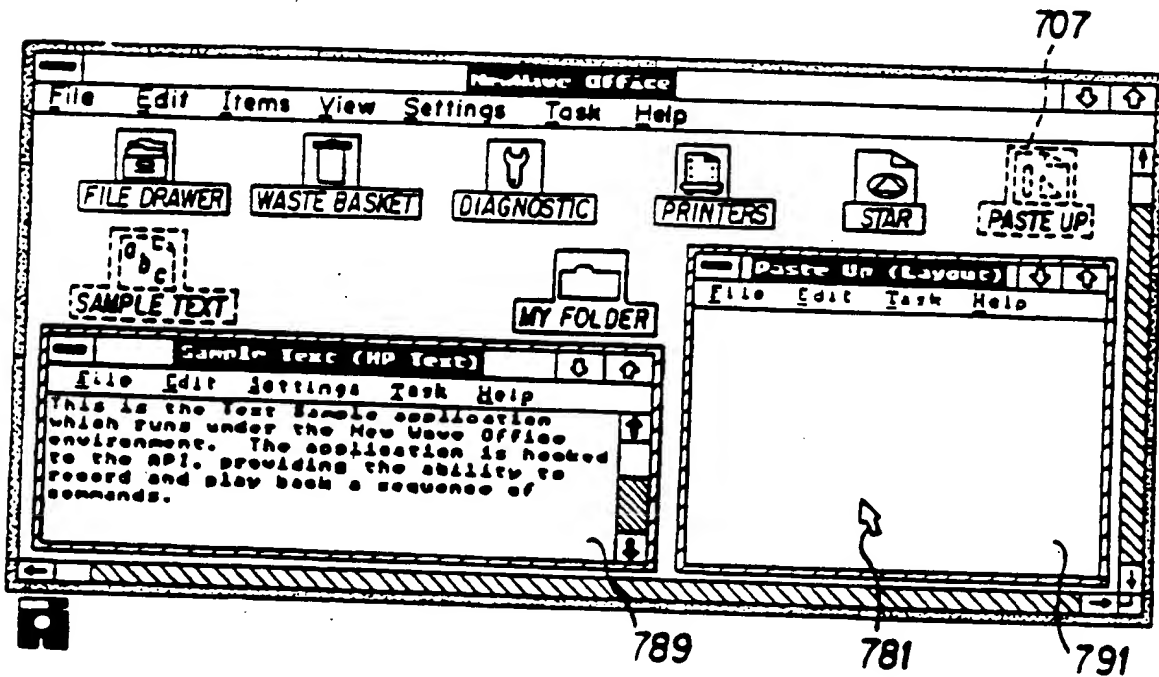 707
NewWave Office
File Edit Items View Settings Task Help
FILE DRAWER WASTE BASKET DIAGNOSTIC PRINTERS STAR PASTE UP
a b c
SAMPLE TEXT MY FOLDER
Paste Up (Layout)
File Edit Task Help
Sample Text (HP Text)
File Edit Settings Task Help
This is the Text Sample application
which runs under the New Wave Office
environment. The application is hooked
to the API, providing the ability to
record and play back a sequence of
commands.
789 781 791